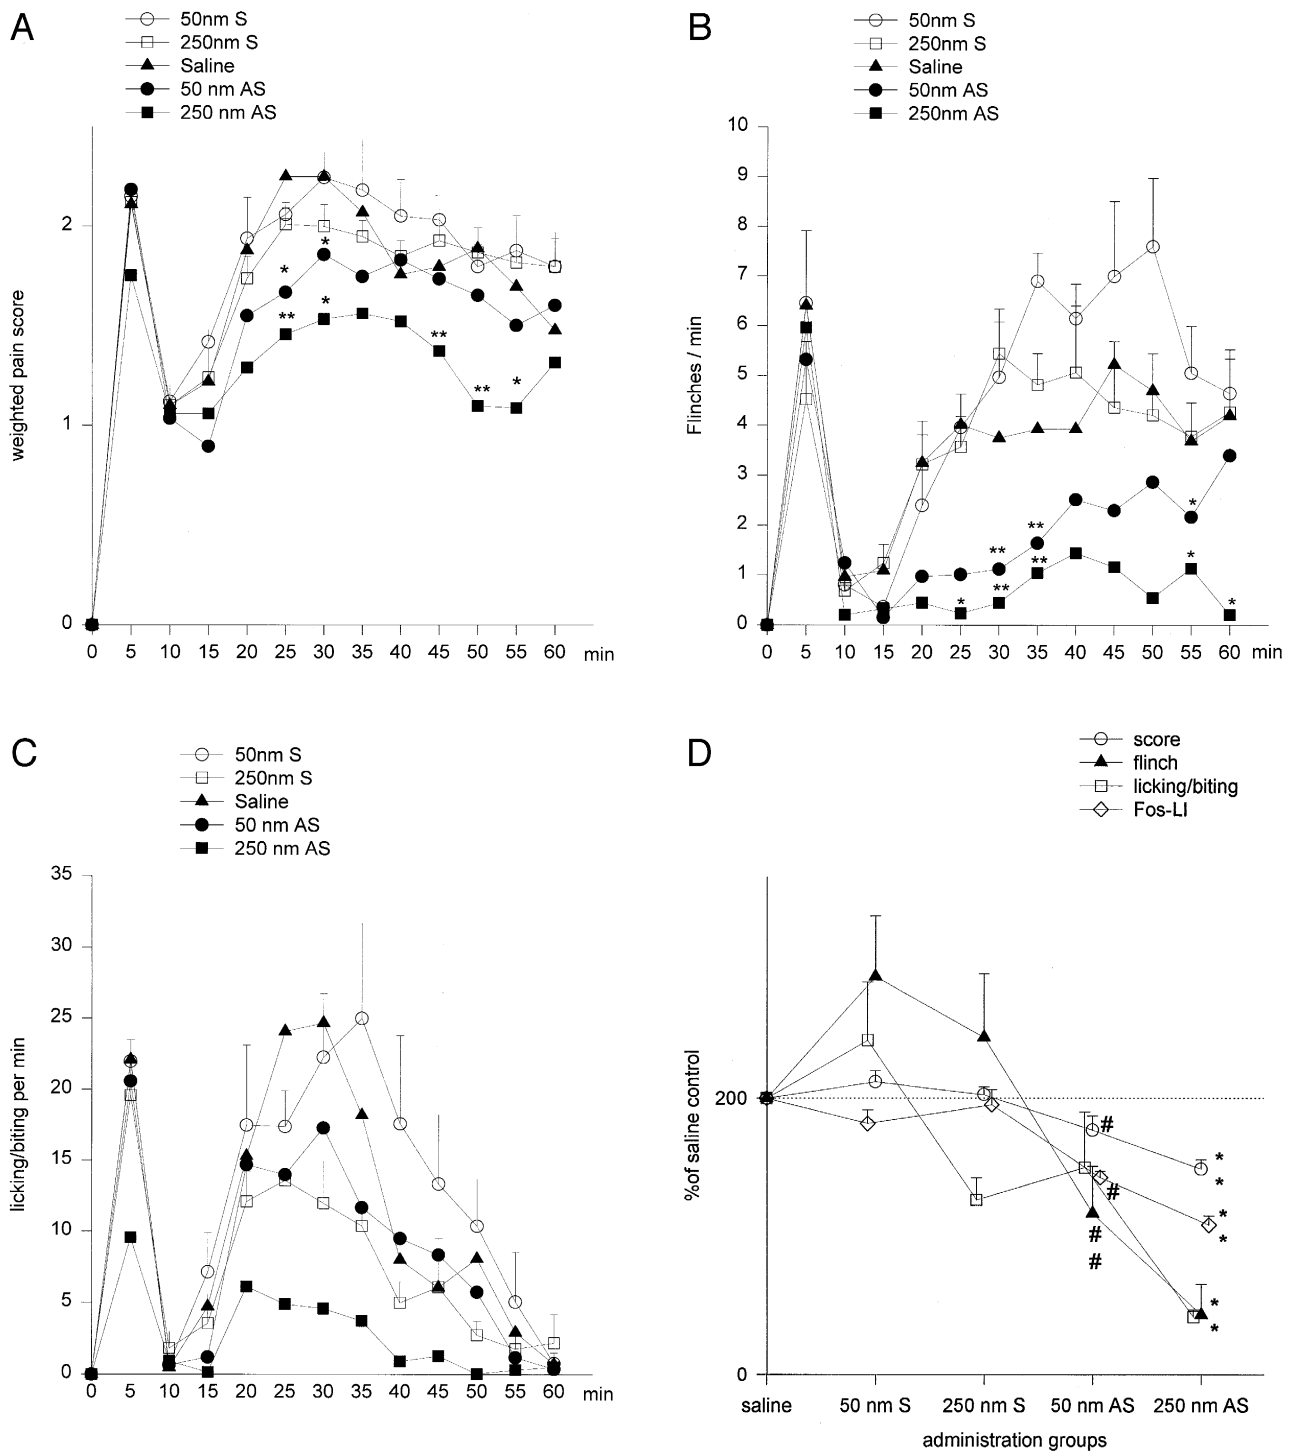 A
50nm S
250nm S
Saline
50 nm AS
250 nm AS
weighted pain score
2
* *
* *
** **
** *
1
0
0 5 10 15 20 25 30 35 40 45 50 55 60 min
B
50nm S
250nm S
Saline
50nm AS
250nm AS
Flinches / min
10
9
8
7
6
5
4
3
2
1
0
** ** *
* ** ** * *
0 5 10 15 20 25 30 35 40 45 50 55 60 min
C
50nm S
250nm S
Saline
50 nm AS
250 nm AS
licking/biting per min
35
30
25
20
15
10
5
0
0 5 10 15 20 25 30 35 40 45 50 55 60 min
D
score
flinch
licking/biting
Fos-LI
%of saline control
200
0
#
#
#
#
*
*
*
*
*
*
saline 50 nm S 250 nm S 50 nm AS 250 nm AS
administration groups